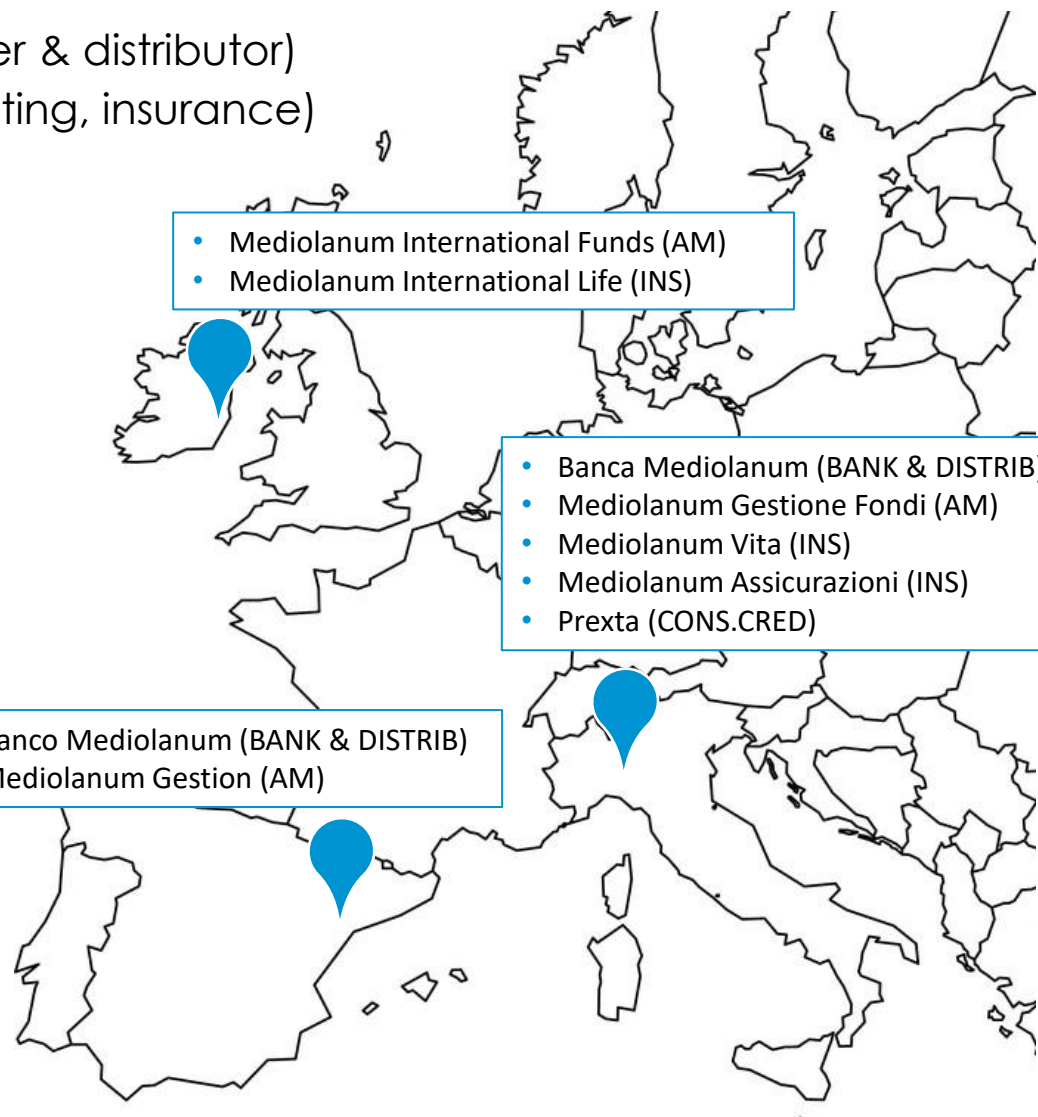 er & distributor)
ting, insurance)
• Mediolanum International Funds (AM)
• Mediolanum International Life (INS)
• Banca Mediolanum (BANK & DISTRIB)
• Mediolanum Gestione Fondi (AM)
• Mediolanum Vita (INS)
• Mediolanum Assicurazioni (INS)
• Prexta (CONS.CRED)
anco Mediolanum (BANK & DISTRIB)
Mediolanum Gestion (AM)